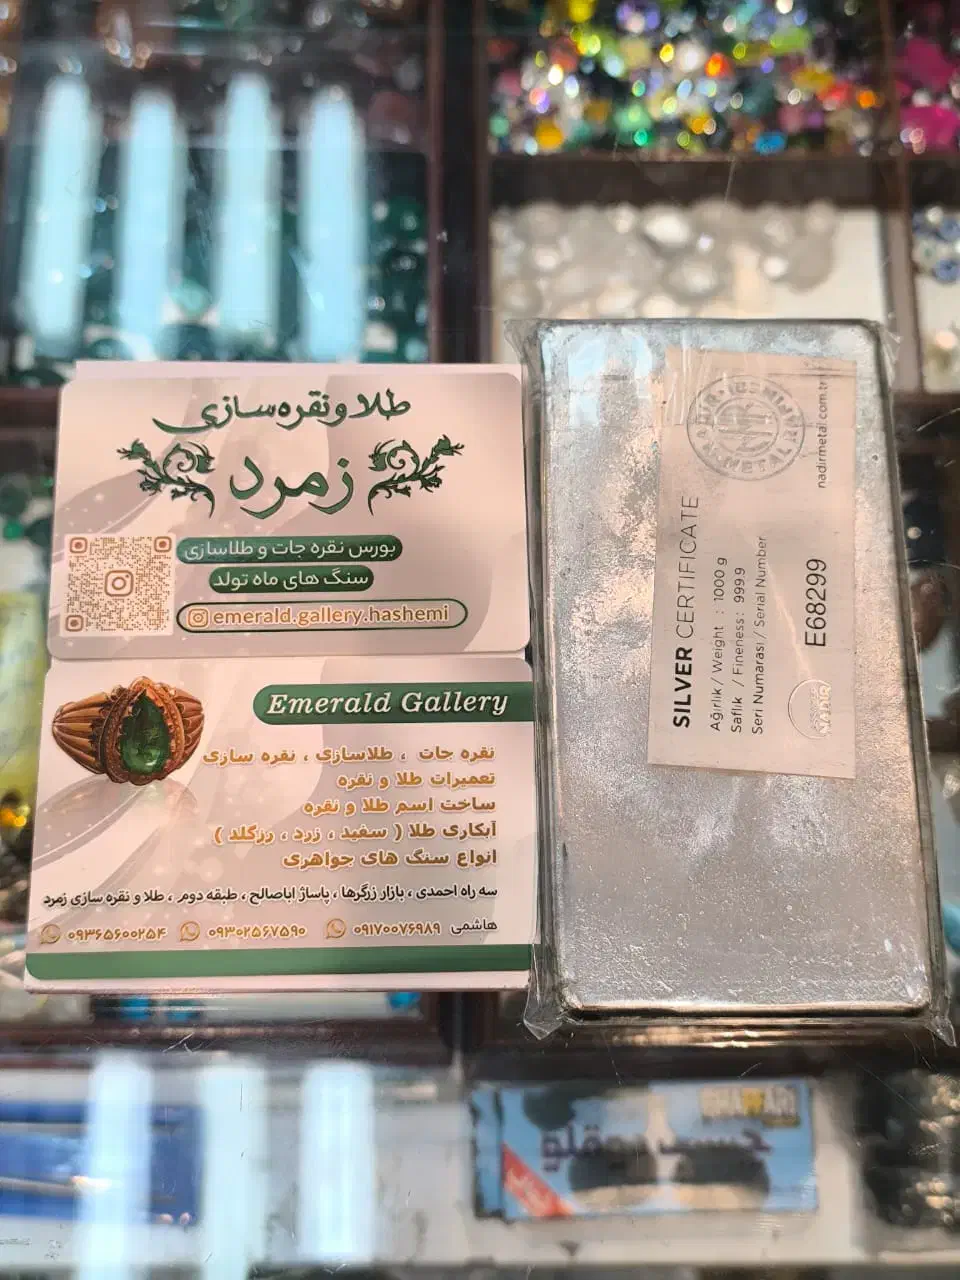 طلا و نقره سازی
زمرد
بورس نقره جات و طلاسازی
سنگ های ماه تولد
emerald.gallery.hashemi
Emerald Gallery
نقره جات ، طلاسازی ، نقره سازی
تعمیرات طلا و نقره
ساخت اسم طلا و نقره
آبکاری طلا ( سفید ، زرد ، رزگلد )
انواع سنگ های جواهری
سه راه احمدی ، بازار زرگرها ، پاساژ اباصالح ، طبقه دوم ، طلا و نقره سازی زمرد
هاشمی ۰۹۱۷۰۰۷۶۹۸۹ ۰۹۳۰۲۵۶۷۵۹۰ ۰۹۳۶۵۶۰۰۲۵۴
SILVER CERTIFICATE
Ağırlık / Weight : 1000 g
Saflık / Fineness : 999.9
Seri Numarası / Serial Number
E68299
nadirmetal.com.tr
NADIR
چسب دوقلو